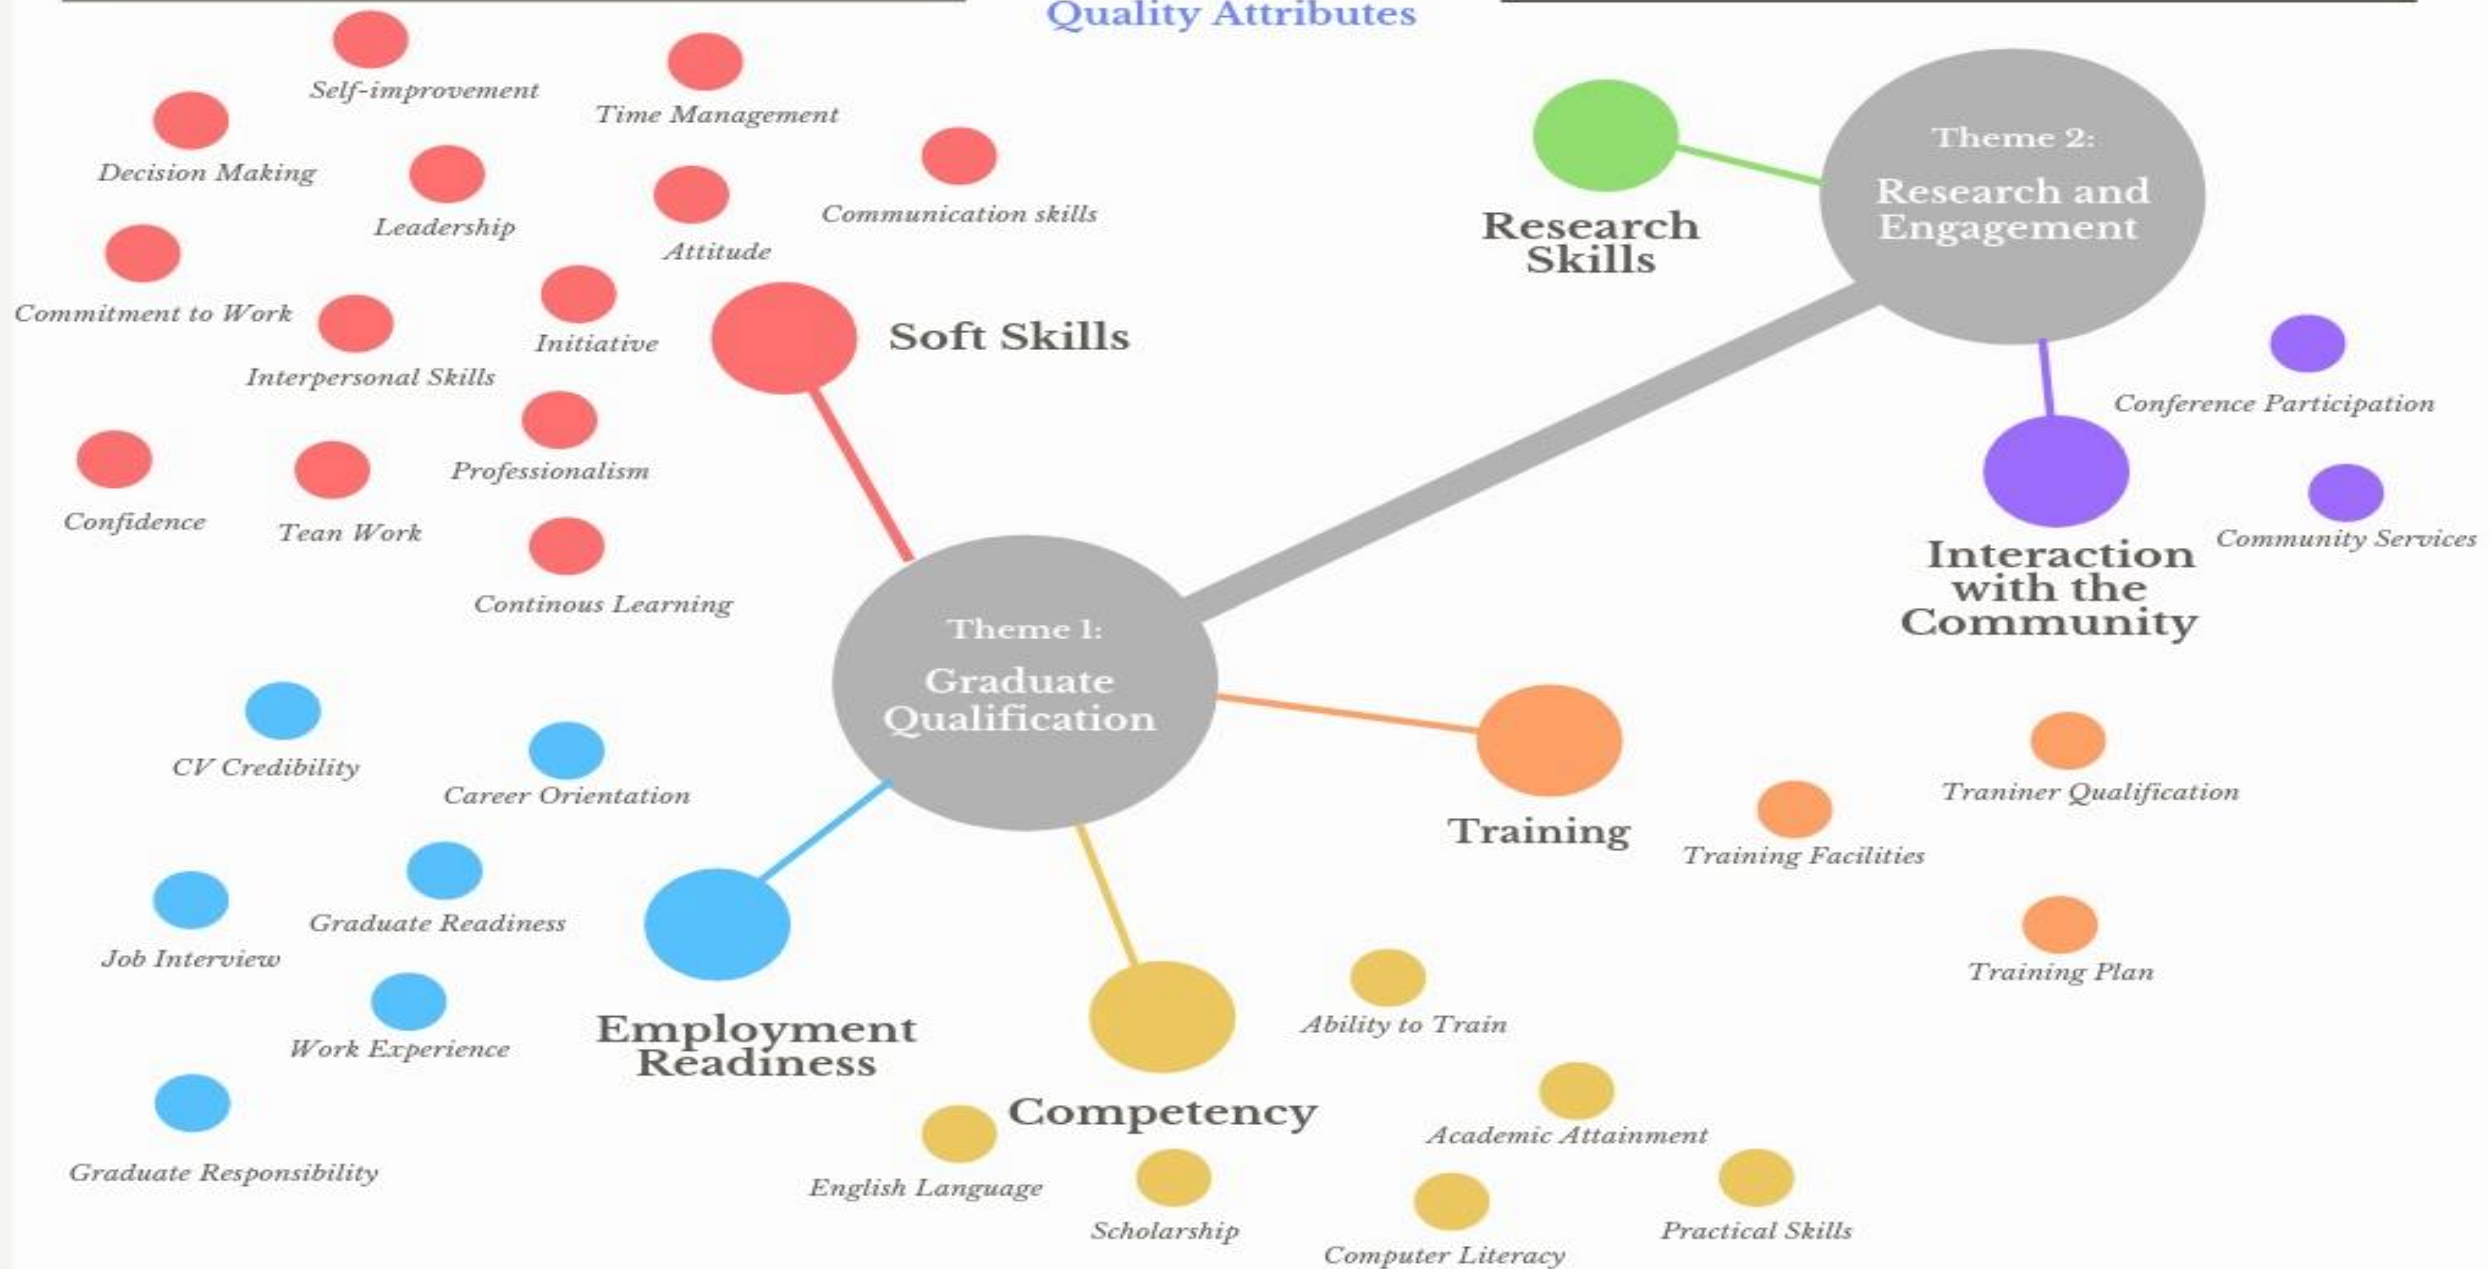 Quality Attributes
Self-improvement
Time Management
Decision Making
Leadership
Attitude
Communication skills
Commitment to Work
Interpersonal Skills
Initiative
Soft Skills
Professionalism
Confidence
Tean Work
Continous Learning
Theme 2:
Research and
Engagement
Research
Skills
Conference Participation
Community Services
Interaction
with the
Community
Theme 1:
Graduate
Qualification
Training
Traniner Qualification
Training Facilities
Training Plan
CV Credibility
Career Orientation
Graduate Readiness
Job Interview
Work Experience
Graduate Responsibility
Employment
Readiness
Competency
Ability to Train
Academic Attainment
English Language
Scholarship
Computer Literacy
Practical Skills